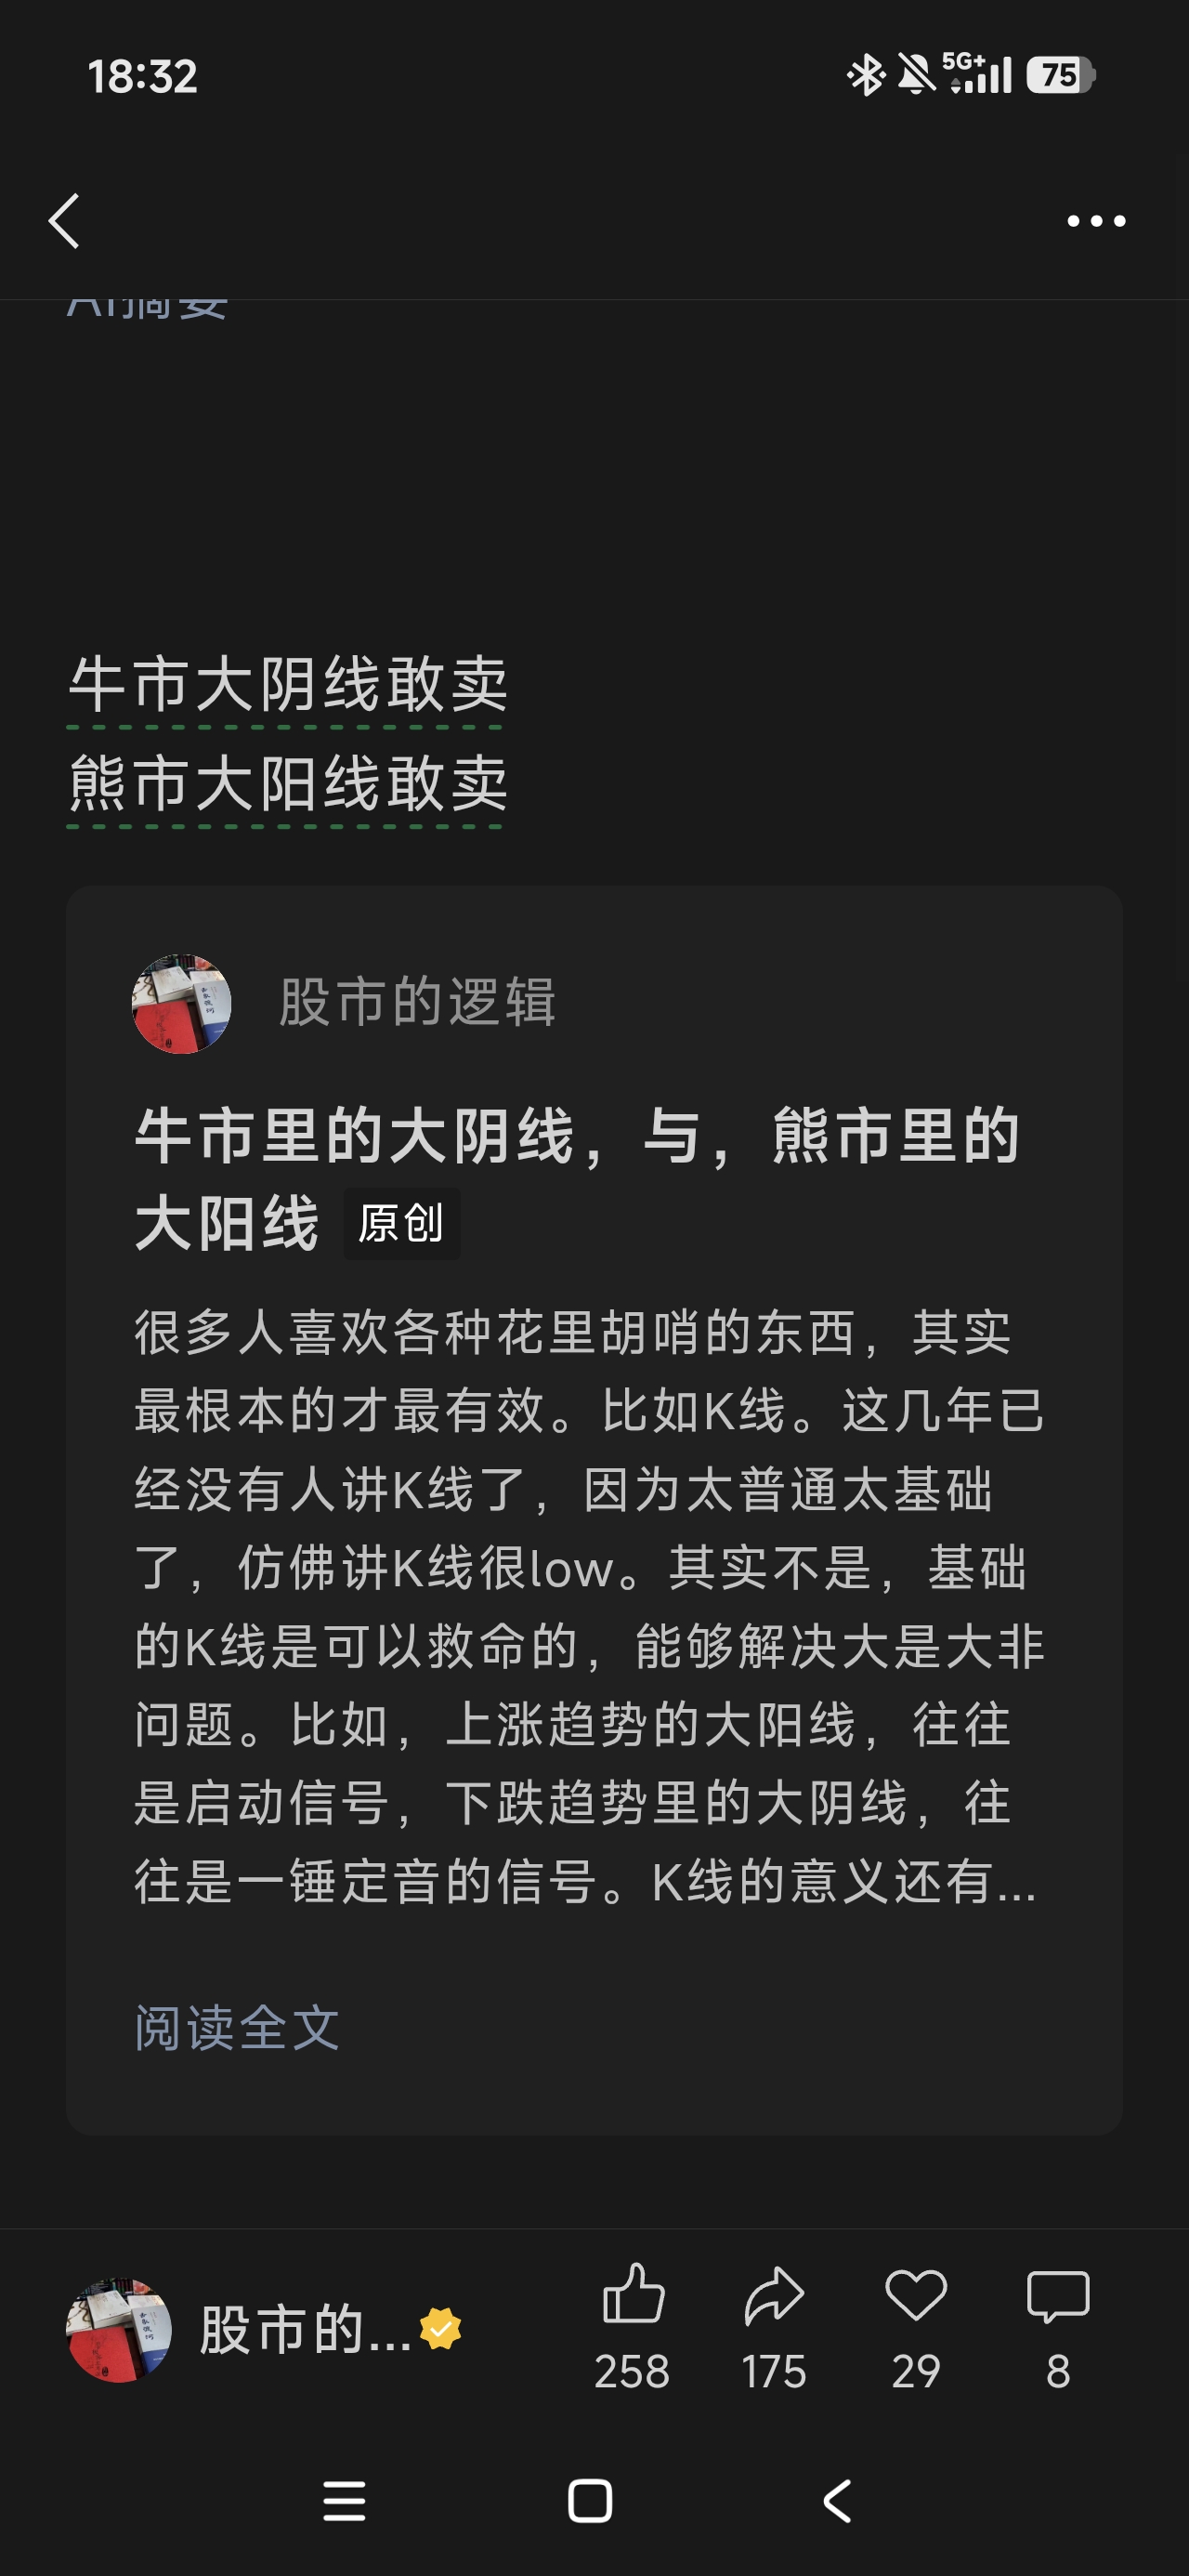 18:32
5G+
75
AI摘要
牛市大阴线敢卖
熊市大阳线敢卖
股市的逻辑
牛市里的大阴线，与，熊市里的
大阳线 原创
很多人喜欢各种花里胡哨的东西，其实
最根本的才最有效。比如K线。这几年已
经没有人讲K线了，因为太普通太基础
了，仿佛讲K线很low。其实不是，基础
的K线是可以救命的，能够解决大是大非
问题。比如，上涨趋势的大阳线，往往
是启动信号，下跌趋势里的大阴线，往
往是一锤定音的信号。K线的意义还有...
阅读全文
股市的...
258
175
29
8